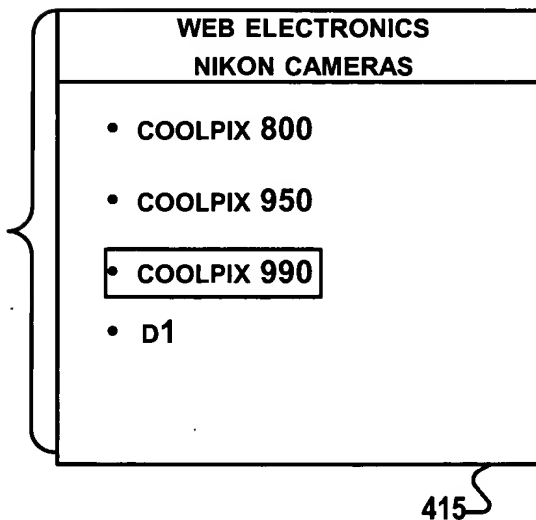 WEB ELECTRONICS
NIKON CAMERAS
• COOLPIX 800
• COOLPIX 950
• COOLPIX 990
• D1
415